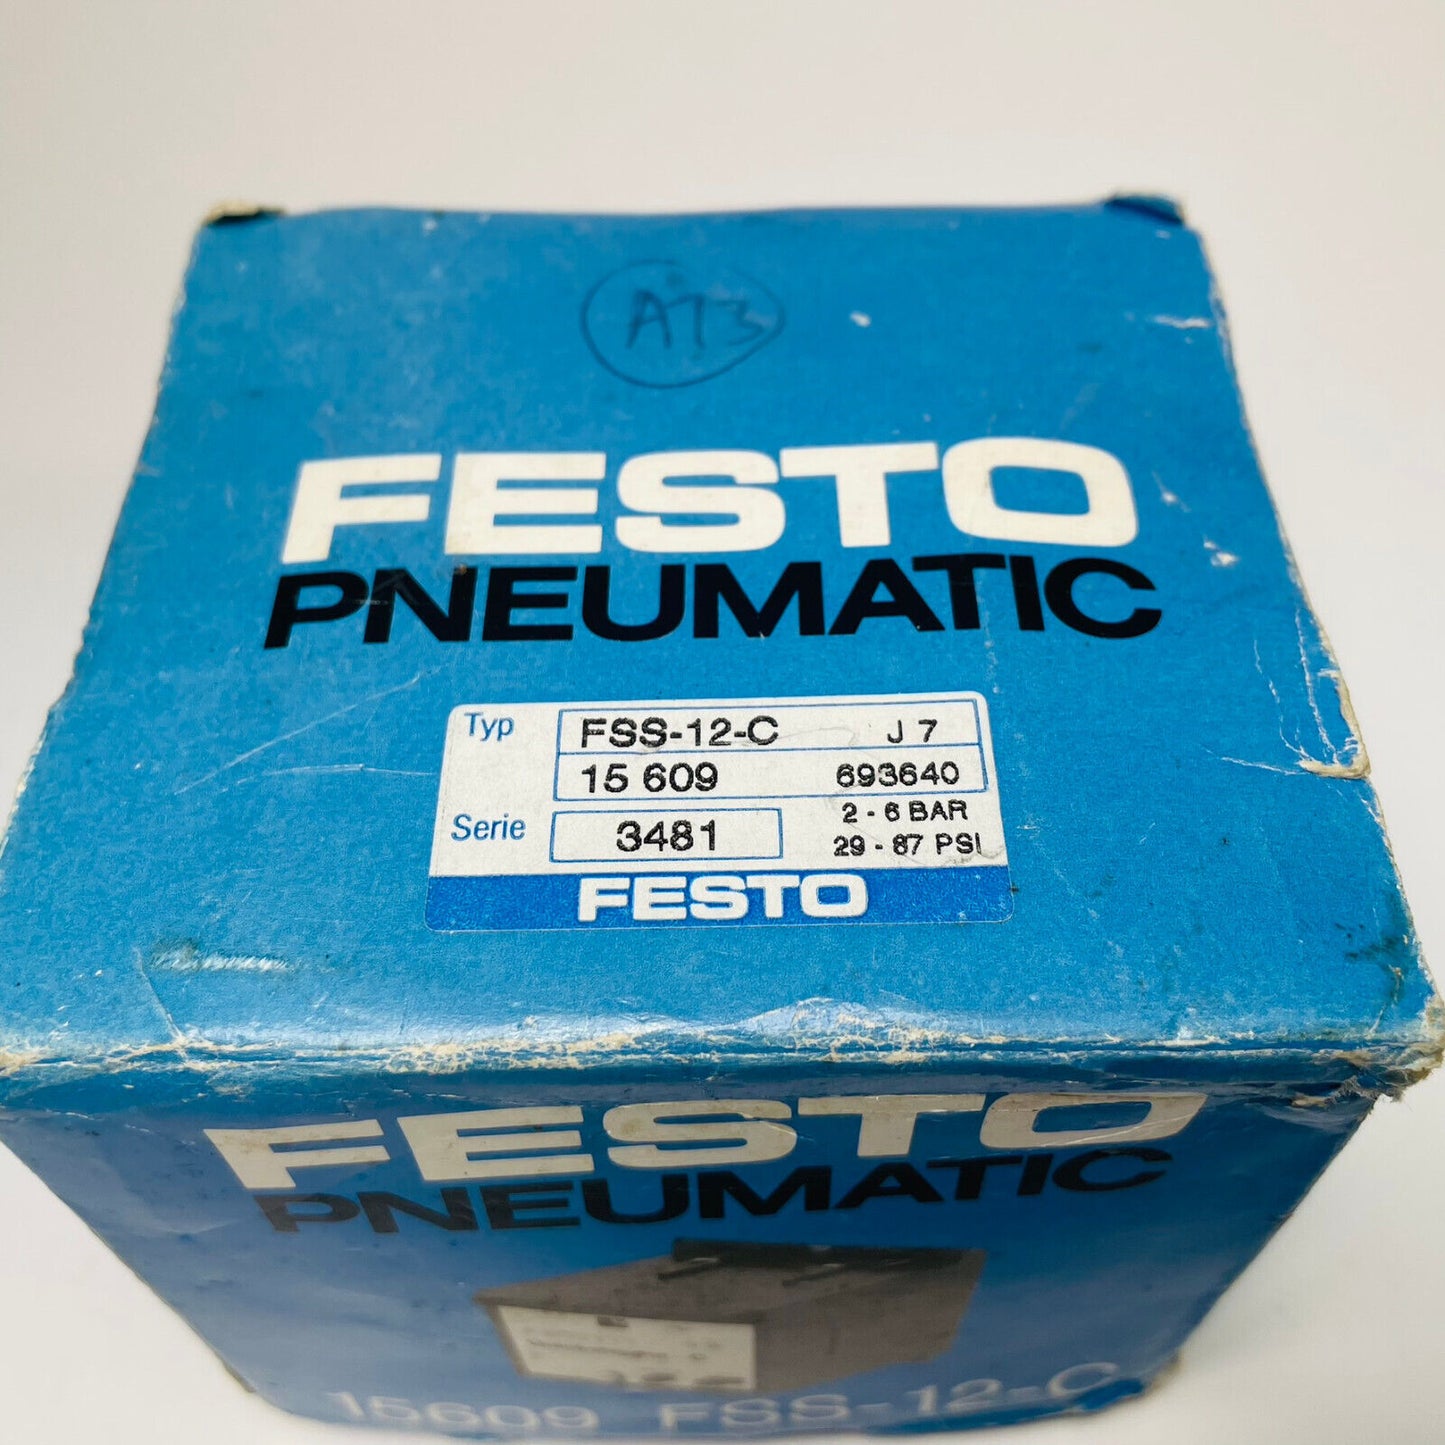 A73
FESTO
PNEUMATIC
Typ FSS-12-C J 7
15 609 693640
Serie 3481 2 - 6 BAR
29 - 87 PSI
FESTO
FESTO
PNEUMATIC
15609 FSS-12-C